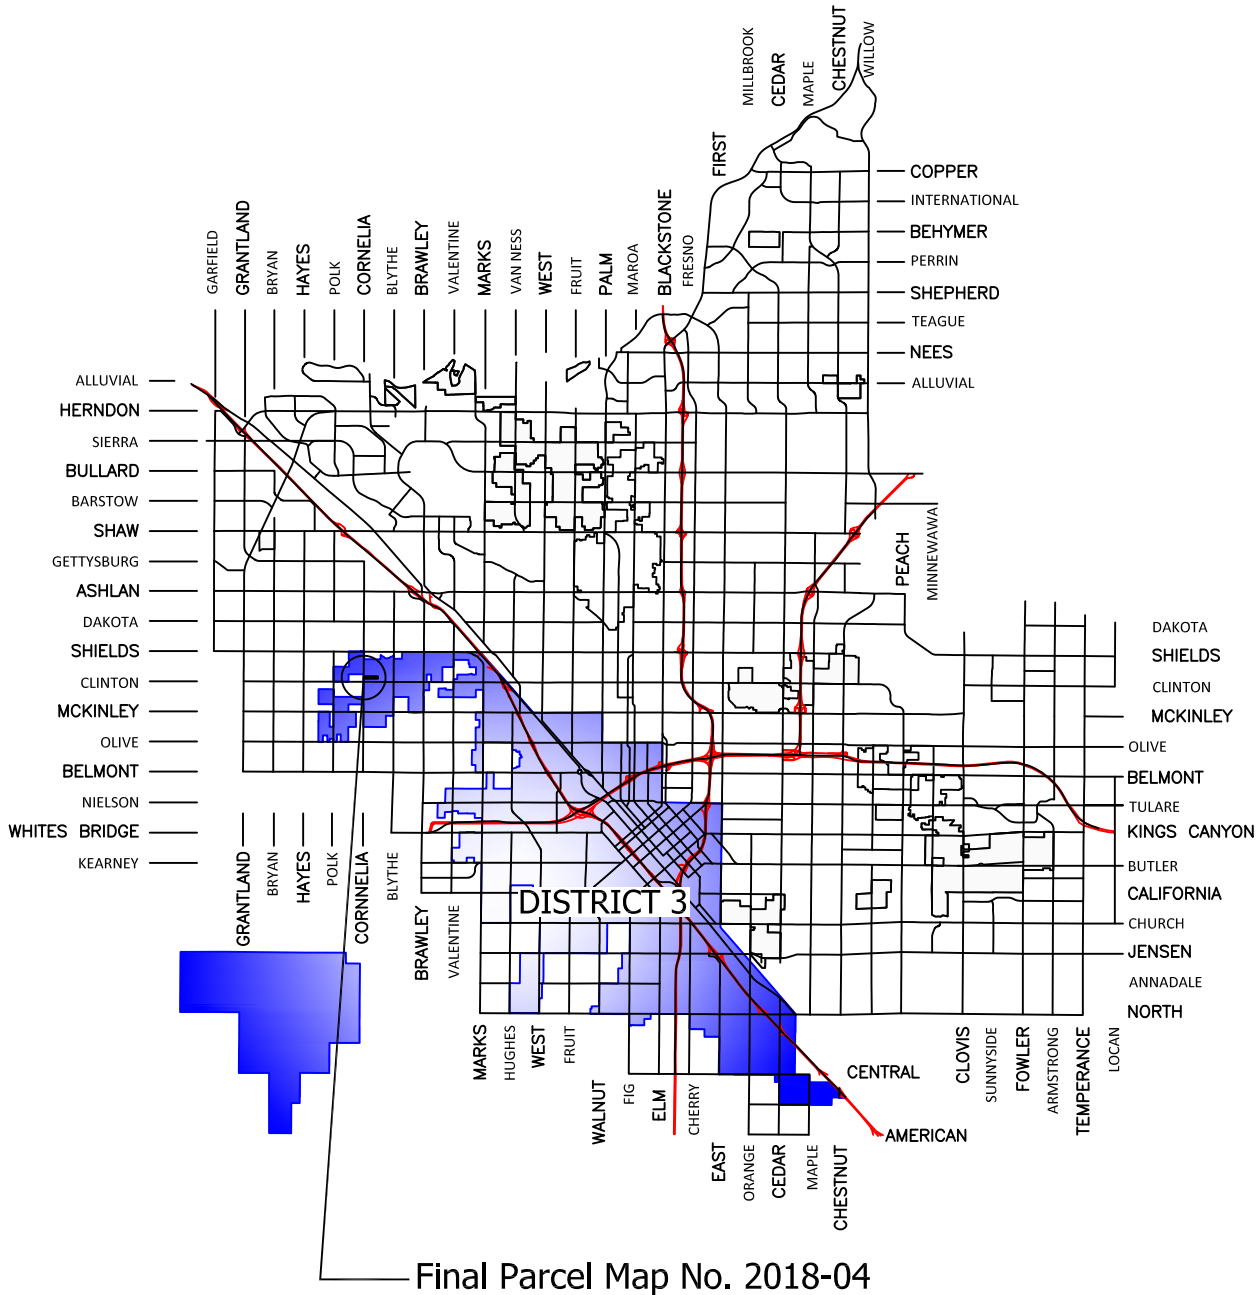 MILLBROOK
CEDAR
MAPLE
CHESTNUT
WILLOW
FIRST
COPPER
INTERNATIONAL
BEHYMER
PERRIN
SHEPHERD
TEAGUE
NEES
ALLUVIAL
GARFIELD
GRANTLAND
BRYAN
HAYES
POLK
CORNELIA
BLYTHE
BRAWLEY
VALENTINE
MARKS
VAN NESS
WEST
FRUIT
PALM
MAROA
BLACKSTONE
FRESNO
ALLUVIAL
HERNDON
SIERRA
BULLARD
BARSTOW
SHAW
GETTYSBURG
ASHLAN
DAKOTA
SHIELDS
CLINTON
MCKINLEY
OLIVE
BELMONT
NIELSON
WHITES BRIDGE
KEARNEY
PEACH
MINNEWAWA
DAKOTA
SHIELDS
CLINTON
MCKINLEY
OLIVE
BELMONT
TULARE
KINGS CANYON
BUTLER
CALIFORNIA
CHURCH
JENSEN
ANNADALE
NORTH
GRANTLAND
BRYAN
HAYES
POLK
CORNELIA
BLYTHE
BRAWLEY
VALENTINE
DISTRICT 3
MARKS
HUGHES
WEST
FRUIT
WALNUT
FIG
ELM
CHERRY
EAST
ORANGE
CEDAR
MAPLE
CHESTNUT
CENTRAL
AMERICAN
CLOVIS
SUNNYSIDE
FOWLER
ARMSTRONG
TEMPERANCE
LOCAN
Final Parcel Map No. 2018-04